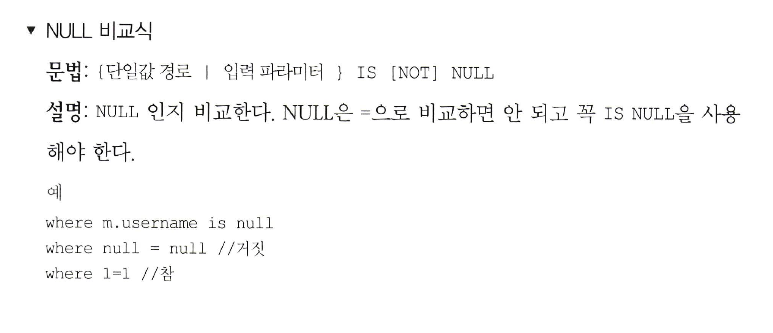 ▼ NULL 비교식
문법: {단일값 경로 | 입력 파라미터 } IS [NOT] NULL
설명: NULL 인지 비교한다. NULL은 =으로 비교하면 안 되고 꼭 IS NULL을 사용
해야 한다.
예
where m.username is null
where null = null //거짓
where 1=1 //참